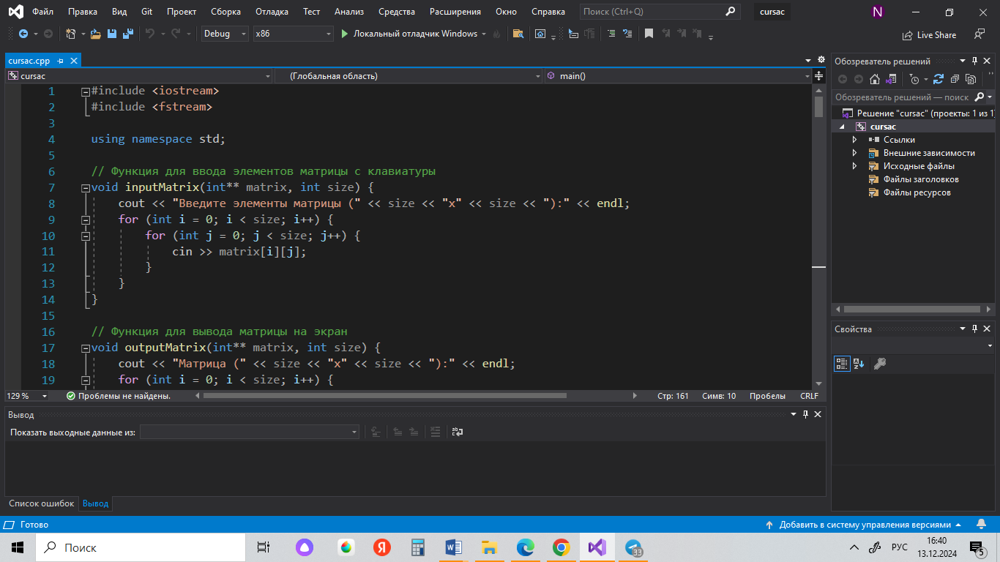 Файл Правка Вид Git Проект Сборка Отладка Тест Анализ Средства Расширения Окно Справка Поиск (Ctrl+Q) cursac N
Debug x86 Локальный отладчик Windows Live Share
cursac.cpp
cursac (Глобальная область) main()
1 #include <iostream>
2 #include <fstream>
3
4 using namespace std;
5
6 // Функция для ввода элементов матрицы с клавиатуры
7 void inputMatrix(int** matrix, int size) {
8 cout << "Введите элементы матрицы (" << size << "x" << size << "):" << endl;
9 for (int i = 0; i < size; i++) {
10 for (int j = 0; j < size; j++) {
11 cin >> matrix[i][j];
12 }
13 }
14 }
15
16 // Функция для вывода матрицы на экран
17 void outputMatrix(int** matrix, int size) {
18 cout << "Матрица (" << size << "x" << size << "):" << endl;
19 for (int i = 0; i < size; i++) {
129 % Проблемы не найдены. Стр: 161 Симв: 10 Пробелы CRLF
Вывод
Показать выходные данные из:
Список ошибок Вывод
Обозреватель решений
Обозреватель решений — поиск
Решение "cursac" (проекты: 1 из 1
cursac
Ссылки
Внешние зависимости
Исходные файлы
Файлы заголовков
Файлы ресурсов
Свойства
Готово Добавить в систему управления версиями
Поиск Я 33 РУС 16:40
13.12.2024 5